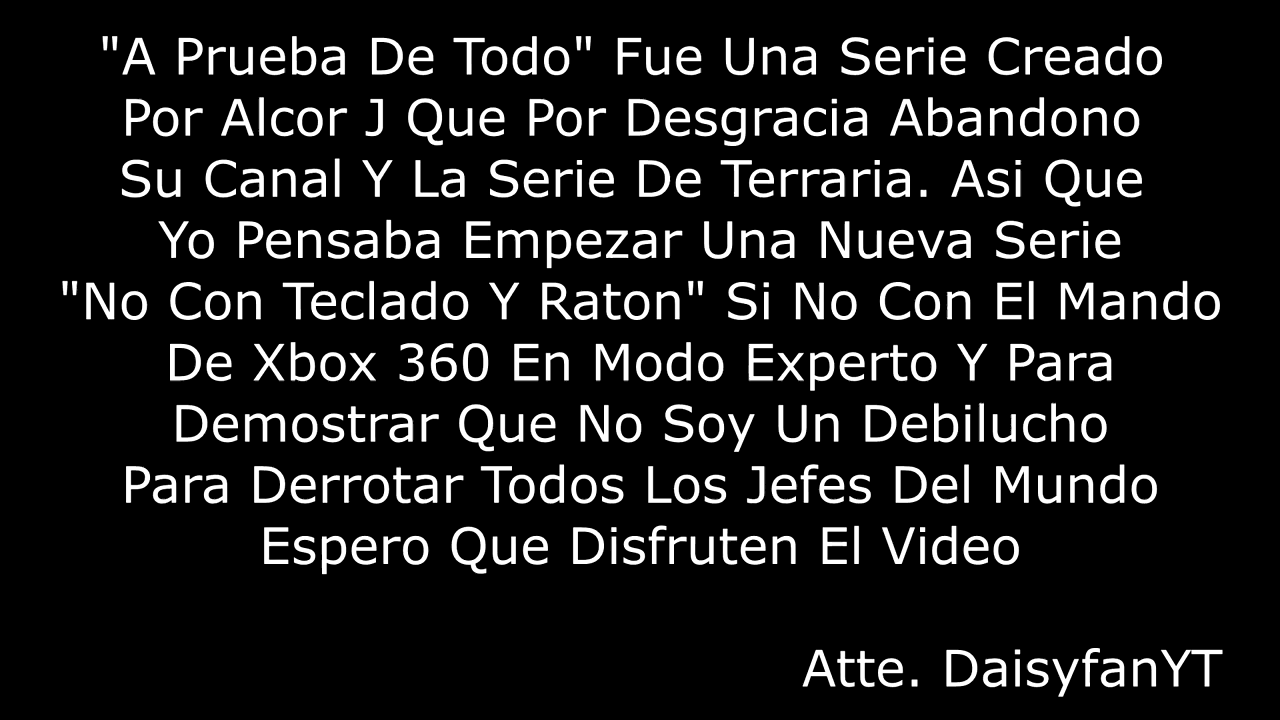 "A Prueba De Todo" Fue Una Serie Creado
Por Alcor J Que Por Desgracia Abandono
Su Canal Y La Serie De Terraria. Asi Que
Yo Pensaba Empezar Una Nueva Serie
"No Con Teclado Y Raton" Si No Con El Mando
De Xbox 360 En Modo Experto Y Para
Demostrar Que No Soy Un Debilucho
Para Derrotar Todos Los Jefes Del Mundo
Espero Que Disfruten El Video
Atte. DaisyfanYT